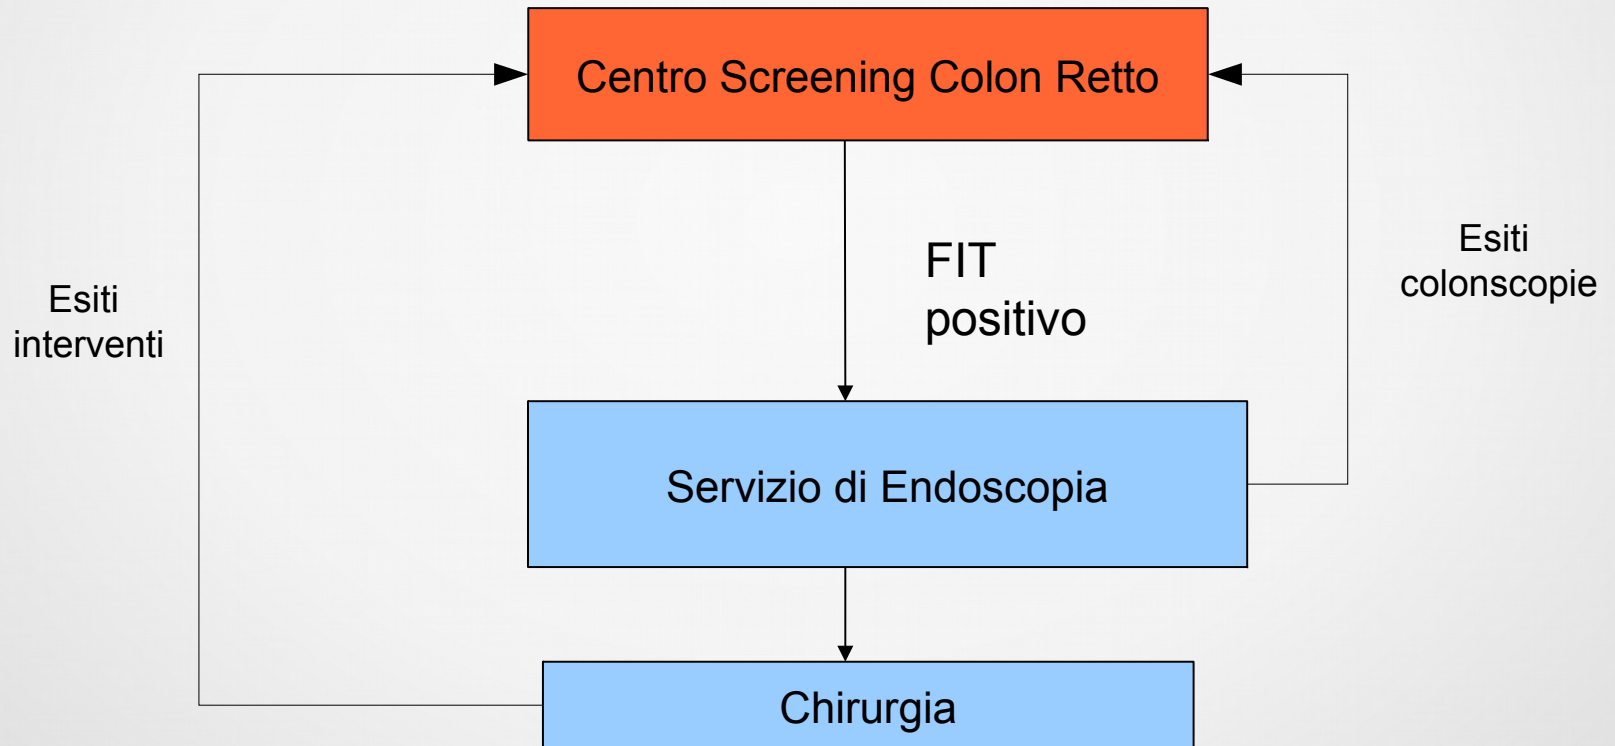 Centro Screening Colon Retto
FIT
positivo
Esiti
colonscopie
Esiti
interventi
Servizio di Endoscopia
Chirurgia